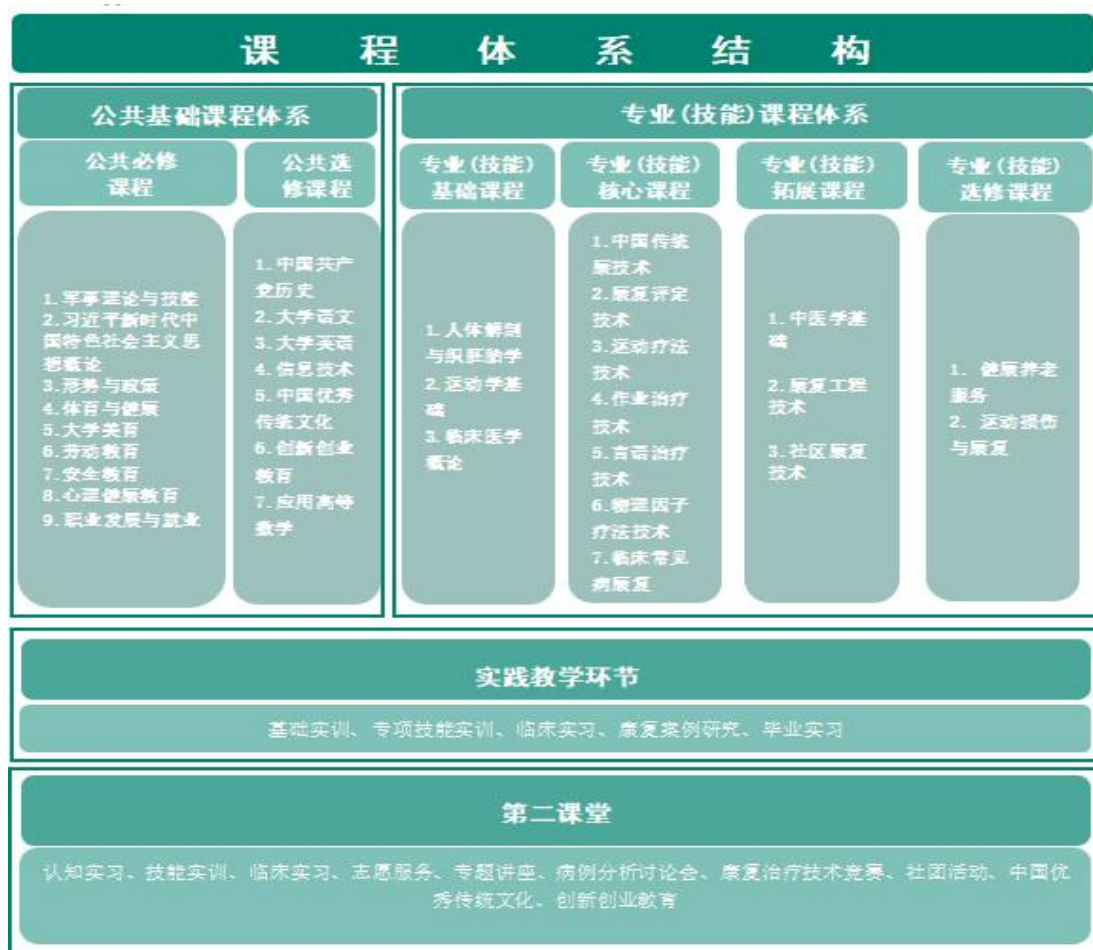 课程体系结构
公共基础课程体系
专业(技能)课程体系
公共必修
课程
公共选
修课程
专业(技能)
基础课程
专业(技能)
核心课程
专业(技能)
拓展课程
专业(技能)
选修课程
1.军事理论与技能
2.习近平新时代中
国特色社会主义思
想概论
3.形势与政策
4.体育与健康
5.大学美育
6.劳动教育
7.安全教育
8.心理健康教育
9.职业发展与就业
1.中国共产
党历史
2.大学语文
3.大学英语
4.信息技术
5.中国优秀
传统文化
6.创新创业
教育
7.应用高等
数学
1.人体解剖
与组胚胎学
2.运动学基
础
3.临床医学
概论
1.中国传统
康技术
2.康复评定
技术
3.运动疗法
技术
4.作业治疗
技术
5.言语治疗
技术
6.物理因子
疗法技术
7.临床常见
病康复
1.中医学基
础
2.康复工程
技术
3.社区康复
技术
1. 健康养老
服务
2. 运动损伤
与康复
实践教学环节
基础实训、专项技能实训、临床实习、康复案例研究、毕业实习
第二课堂
认知实习、技能实训、临床实习、志愿服务、专题讲座、病例分析讨论会、康复治疗技术竞赛、社团活动、中国优
秀传统文化、创新创业教育